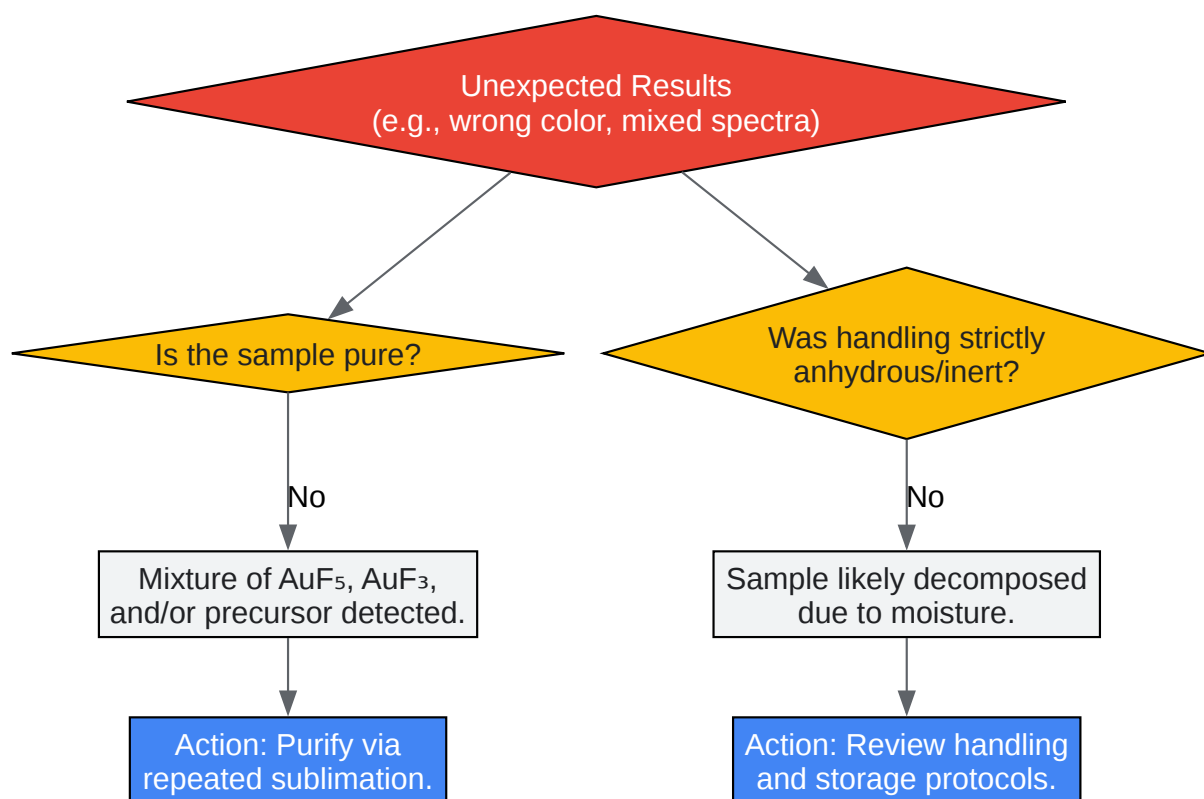 Unexpected Results
(e.g., wrong color, mixed spectra)
Is the sample pure?
Was handling strictly
anhydrous/inert?
No
No
Mixture of AuF₅, AuF₃,
and/or precursor detected.
Sample likely decomposed
due to moisture.
Action: Purify via
repeated sublimation.
Action: Review handling
and storage protocols.